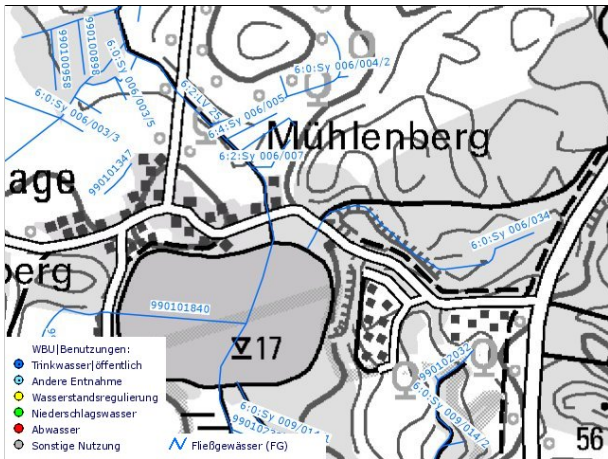 990100958
990100898
6:0:Sy 006/003/3
6:0:Sy 006/003/5
6:2:LV 25
6:0:Sy 006/004/2
6:4:Sy 006/005
6:2:Sy 006/007
990101347
Mühlenberg
age
6:0:Sy 006/034
berg
990101840
17
990102032
6:0:Sy 009/014/2
6:0:Sy 009/01
56
WBU|Benutzungen:
Trinkwasser|öffentlich
Andere Entnahme
Wasserstandsregulierung
Niederschlagswasser
Abwasser
Sonstige Nutzung
Fließgewässer (FG)